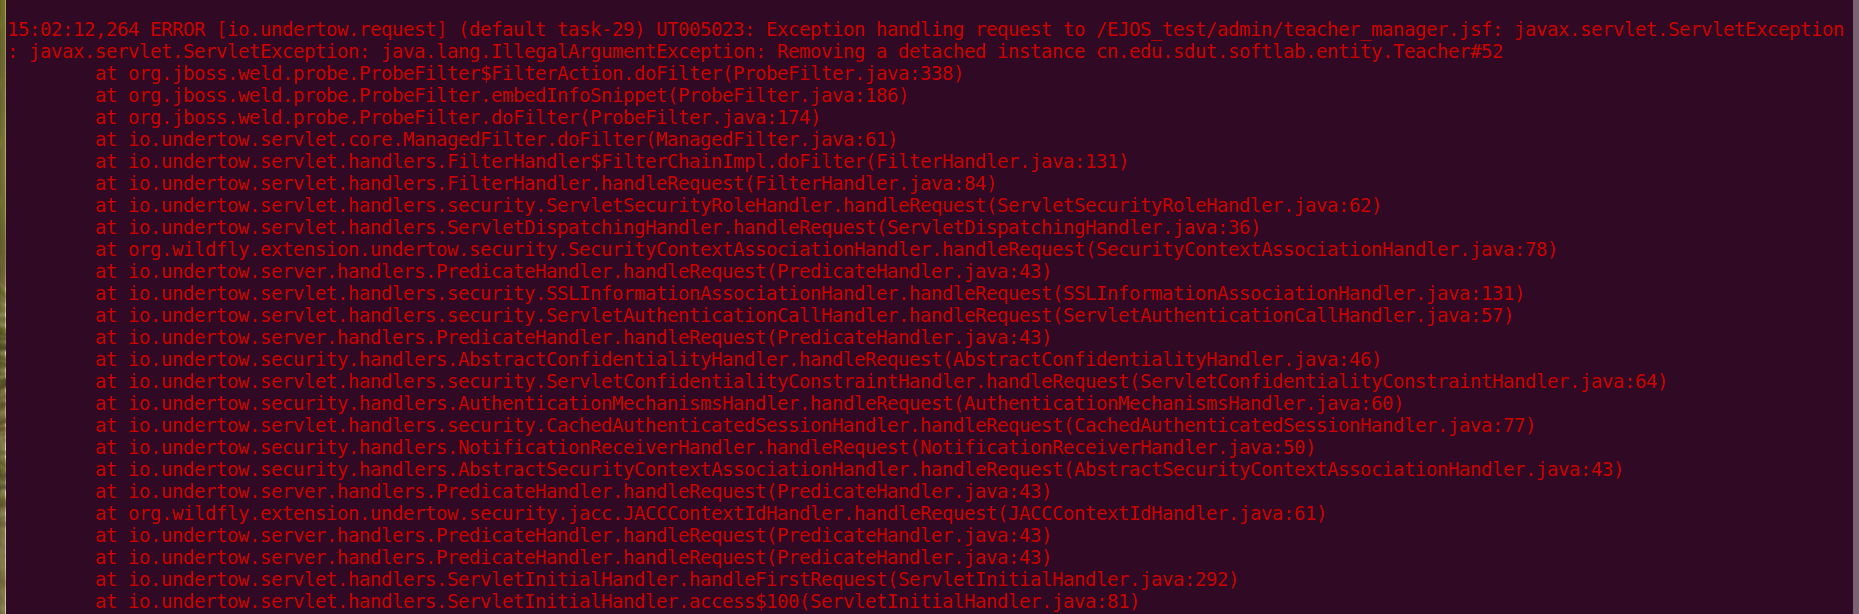 15:02:12,264 ERROR [io.undertow.request] (default task-29) UT005023: Exception handling request to /EJOS_test/admin/teacher_manager.jsf: javax.servlet.ServletException
: javax.servlet.ServletException: java.lang.IllegalArgumentException: Removing a detached instance cn.edu.sdut.softlab.entity.Teacher#52
at org.jboss.weld.probe.ProbeFilter$FilterAction.doFilter(ProbeFilter.java:338)
at org.jboss.weld.probe.ProbeFilter.embedInfoSnippet(ProbeFilter.java:186)
at org.jboss.weld.probe.ProbeFilter.doFilter(ProbeFilter.java:174)
at io.undertow.servlet.core.ManagedFilter.doFilter(ManagedFilter.java:61)
at io.undertow.servlet.handlers.FilterHandler$FilterChainImpl.doFilter(FilterHandler.java:131)
at io.undertow.servlet.handlers.FilterHandler.handleRequest(FilterHandler.java:84)
at io.undertow.servlet.handlers.security.ServletSecurityRoleHandler.handleRequest(ServletSecurityRoleHandler.java:62)
at io.undertow.servlet.handlers.ServletDispatchingHandler.handleRequest(ServletDispatchingHandler.java:36)
at org.wildfly.extension.undertow.security.SecurityContextAssociationHandler.handleRequest(SecurityContextAssociationHandler.java:78)
at io.undertow.server.handlers.PredicateHandler.handleRequest(PredicateHandler.java:43)
at io.undertow.servlet.handlers.security.SSLInformationAssociationHandler.handleRequest(SSLInformationAssociationHandler.java:131)
at io.undertow.servlet.handlers.security.ServletAuthenticationCallHandler.handleRequest(ServletAuthenticationCallHandler.java:57)
at io.undertow.server.handlers.PredicateHandler.handleRequest(PredicateHandler.java:43)
at io.undertow.security.handlers.AbstractConfidentialityHandler.handleRequest(AbstractConfidentialityHandler.java:46)
at io.undertow.servlet.handlers.security.ServletConfidentialityConstraintHandler.handleRequest(ServletConfidentialityConstraintHandler.java:64)
at io.undertow.security.handlers.AuthenticationMechanismsHandler.handleRequest(AuthenticationMechanismsHandler.java:60)
at io.undertow.servlet.handlers.security.CachedAuthenticatedSessionHandler.handleRequest(CachedAuthenticatedSessionHandler.java:77)
at io.undertow.security.handlers.NotificationReceiverHandler.handleRequest(NotificationReceiverHandler.java:50)
at io.undertow.security.handlers.AbstractSecurityContextAssociationHandler.handleRequest(AbstractSecurityContextAssociationHandler.java:43)
at io.undertow.server.handlers.PredicateHandler.handleRequest(PredicateHandler.java:43)
at org.wildfly.extension.undertow.security.jacc.JACCContextIdHandler.handleRequest(JACCContextIdHandler.java:61)
at io.undertow.server.handlers.PredicateHandler.handleRequest(PredicateHandler.java:43)
at io.undertow.server.handlers.PredicateHandler.handleRequest(PredicateHandler.java:43)
at io.undertow.servlet.handlers.ServletInitialHandler.handleFirstRequest(ServletInitialHandler.java:292)
at io.undertow.servlet.handlers.ServletInitialHandler.access$100(ServletInitialHandler.java:81)